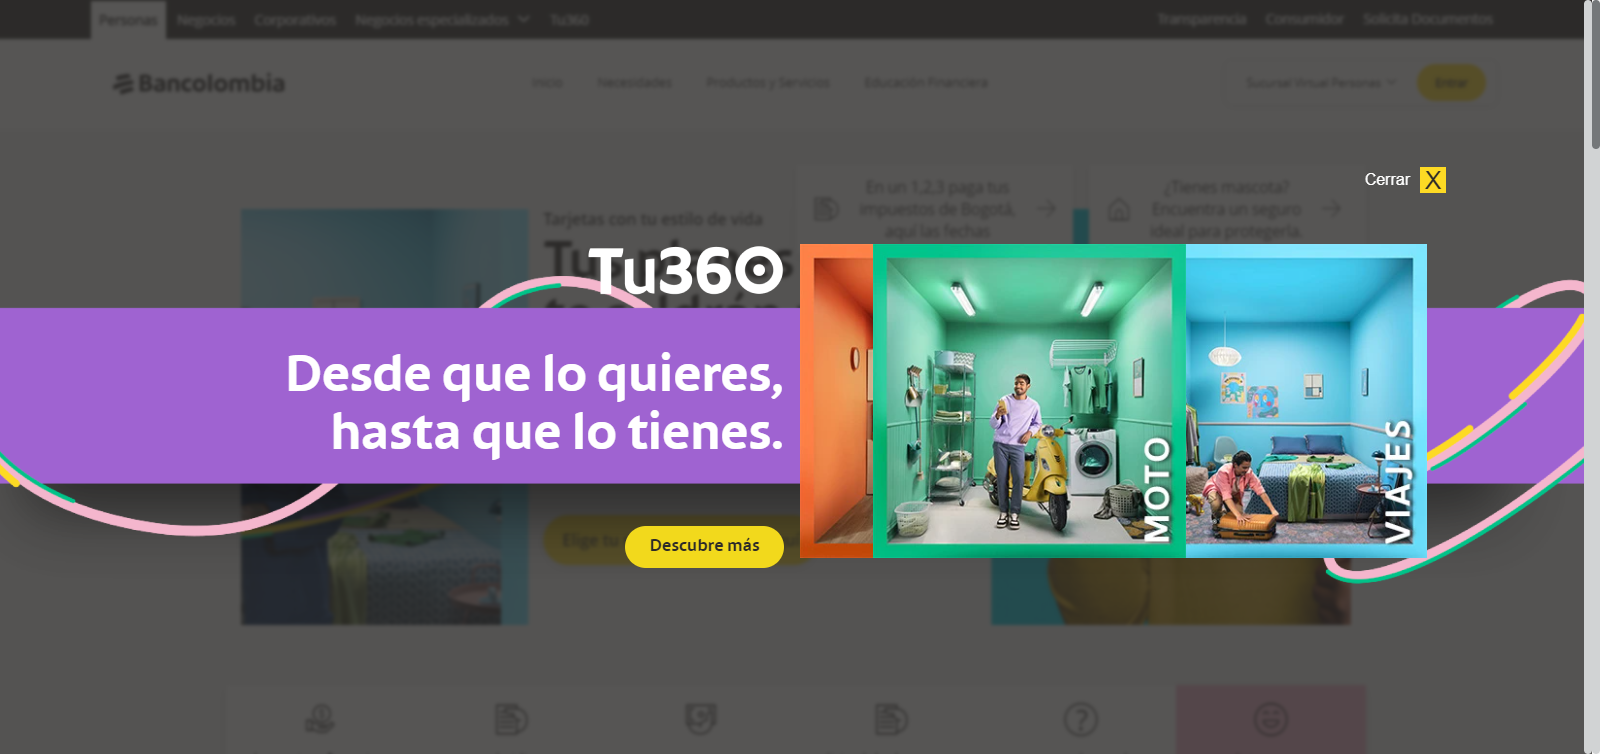 Personas Negocios Corporativos Negocios especializados Tu360 Transparencia Consumidor Solicita Documentos
Bancolombia Inicio Necesidades Productos y Servicios Educación Financiera Sucursal Virtual Personas Entrar
Cerrar X
En un 1,2,3 paga tus
impuestos de Bogotá,
aquí las fechas
¿Tienes mascota?
Encuentra un seguro
ideal para protegerla.
Tarjetas con tu estilo de vida
Tu360
Desde que lo quieres,
hasta que lo tienes.
MOTO
VIAJES
Elige tu
Descubre más